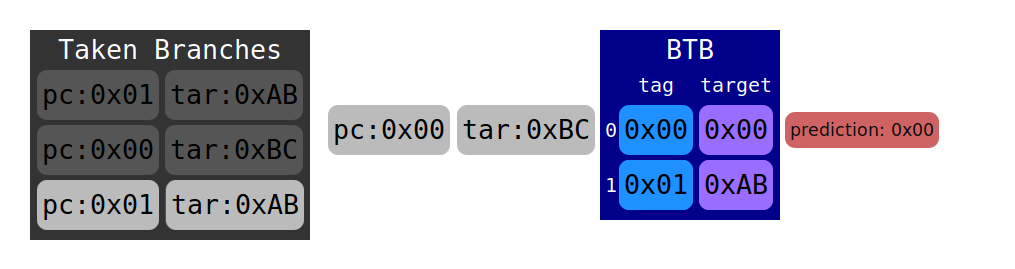 Taken Branches
pc:0x01 tar:0xAB
pc:0x00 tar:0xBC
pc:0x01 tar:0xAB
pc:0x00 tar:0xBC
BTB
tag target
0 0x00 0x00
1 0x01 0xAB
prediction: 0x00